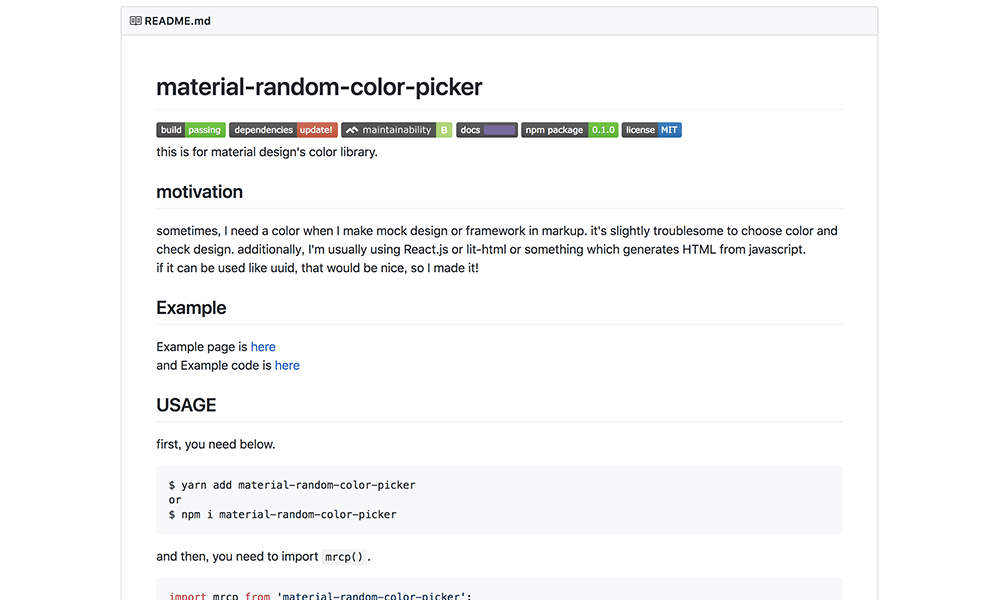 README.md
material-random-color-picker
build passing dependencies update! maintainability B docs npm package 0.1.0 license MIT
this is for material design's color library.
motivation
sometimes, I need a color when I make mock design or framework in markup. it's slightly troublesome to choose color and
check design. additionally, I'm usually using React.js or lit-html or something which generates HTML from javascript.
if it can be used like uuid, that would be nice, so I made it!
Example
Example page is here
and Example code is here
USAGE
first, you need below.
$ yarn add material-random-color-picker
or
$ npm i material-random-color-picker
and then, you need to import mrcp().
import mrcp from 'material-random-color-picker';